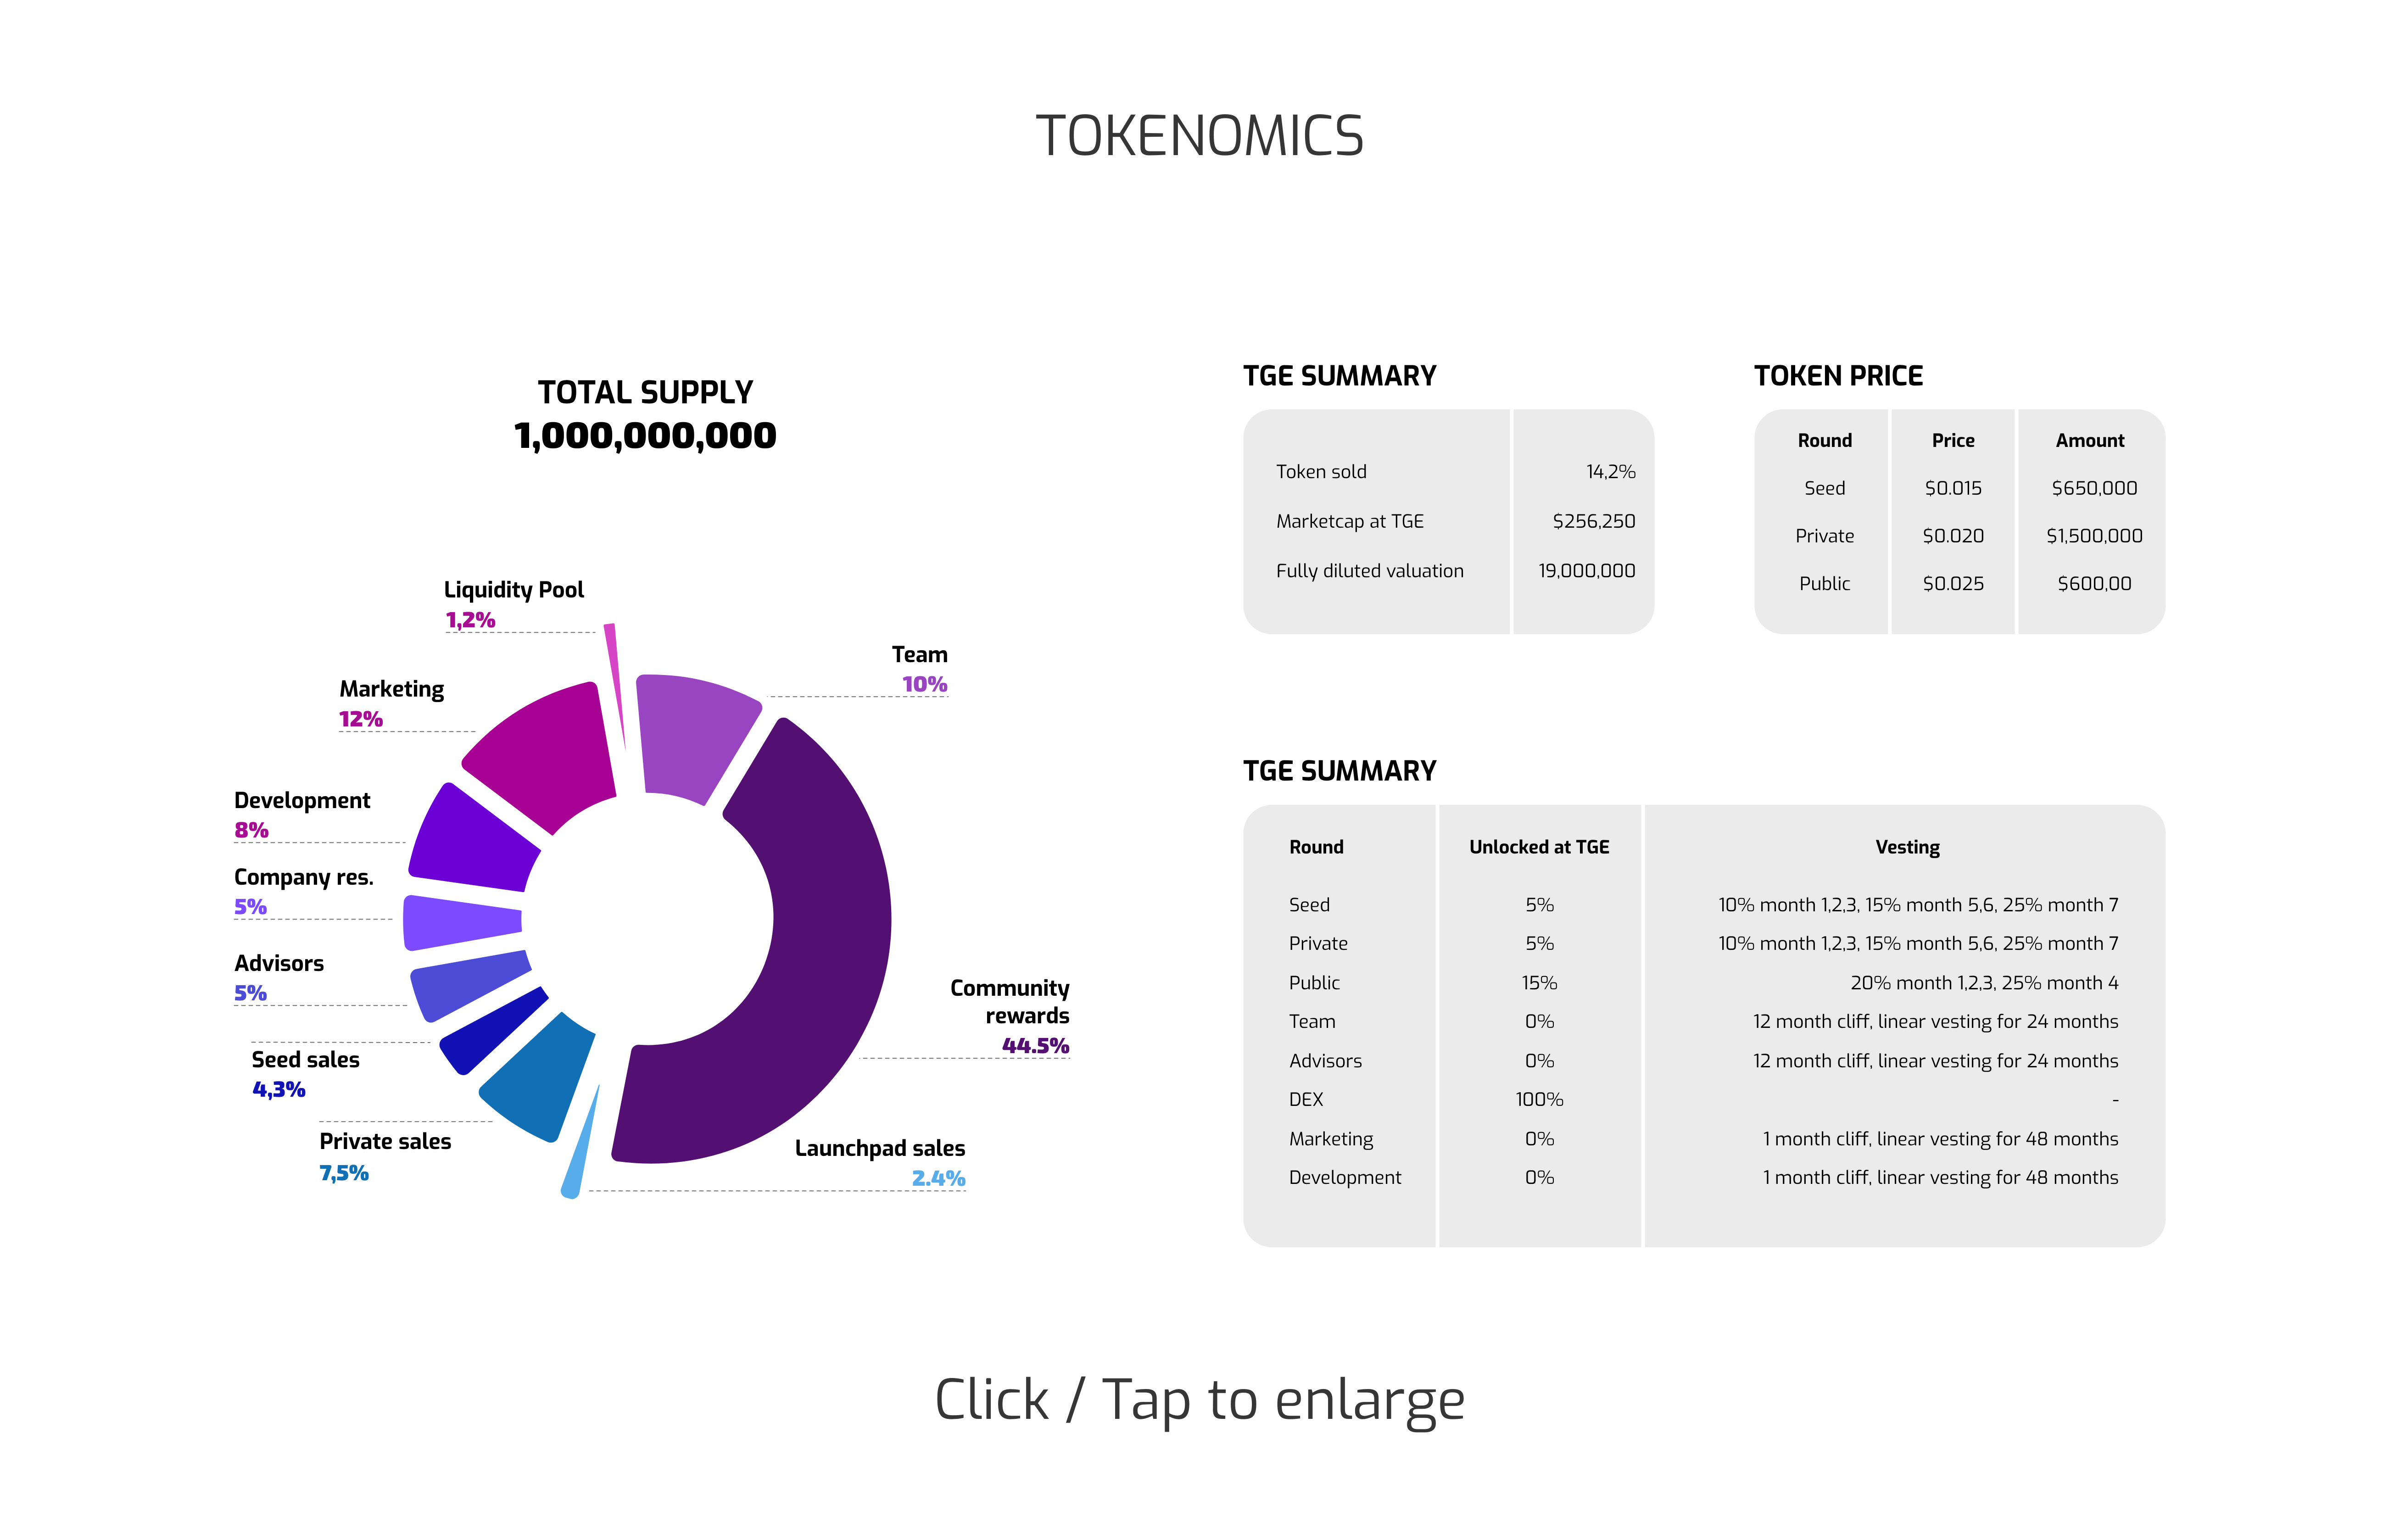 TOKENOMICS
TOTAL SUPPLY
1,000,000,000
Liquidity Pool
1,2%
Team
10%
Marketing
12%
Development
8%
Company res.
5%
Advisors
5%
Community
rewards
44.5%
Seed sales
4,3%
Private sales
7,5%
Launchpad sales
2.4%
TGE SUMMARY
Token sold 14,2%
Marketcap at TGE $256,250
Fully diluted valuation 19,000,000
TOKEN PRICE
Round Price Amount
Seed $0.015 $650,000
Private $0.020 $1,500,000
Public $0.025 $600,00
TGE SUMMARY
Round Unlocked at TGE Vesting
Seed 5% 10% month 1,2,3, 15% month 5,6, 25% month 7
Private 5% 10% month 1,2,3, 15% month 5,6, 25% month 7
Public 15% 20% month 1,2,3, 25% month 4
Team 0% 12 month cliff, linear vesting for 24 months
Advisors 0% 12 month cliff, linear vesting for 24 months
DEX 100% -
Marketing 0% 1 month cliff, linear vesting for 48 months
Development 0% 1 month cliff, linear vesting for 48 months
Click / Tap to enlarge